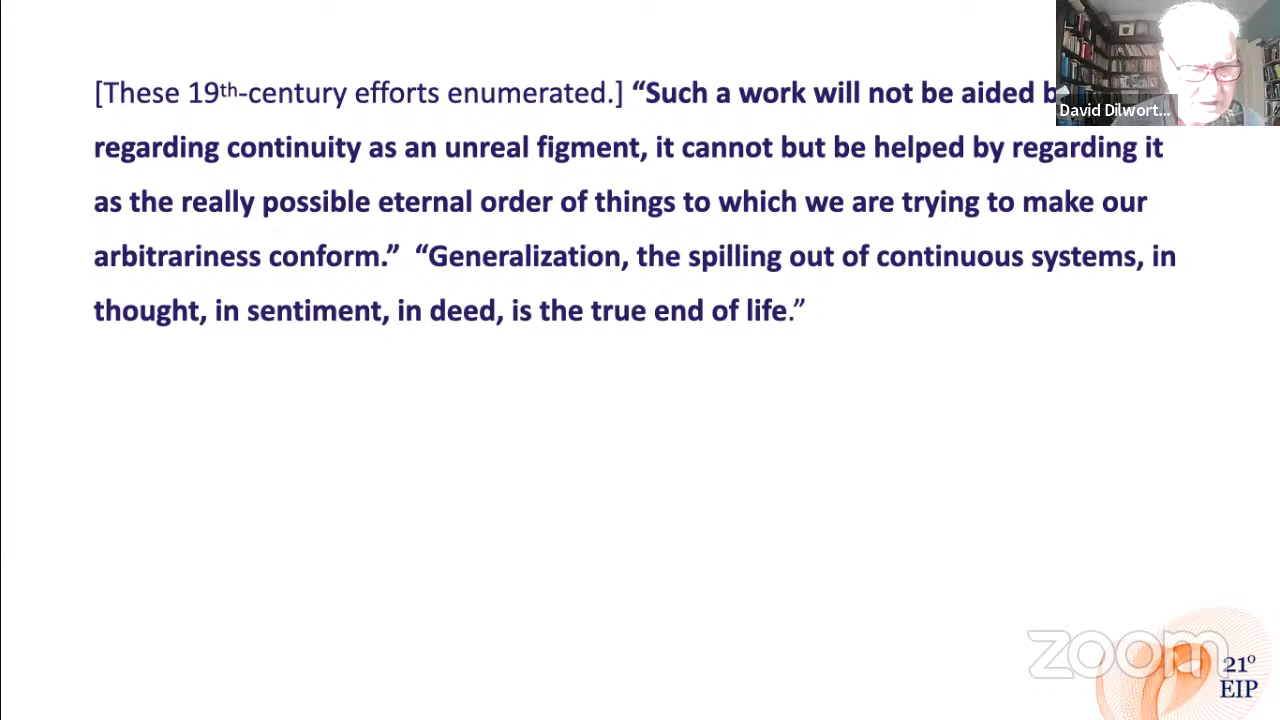 [These 19th-century efforts enumerated.] “Such a work will not be aided
regarding continuity as an unreal figment, it cannot but be helped by regarding it
as the really possible eternal order of things to which we are trying to make our
arbitrariness conform.” “Generalization, the spilling out of continuous systems, in
thought, in sentiment, in deed, is the true end of life.”
David Dilwort...
zoom
21º
EIP